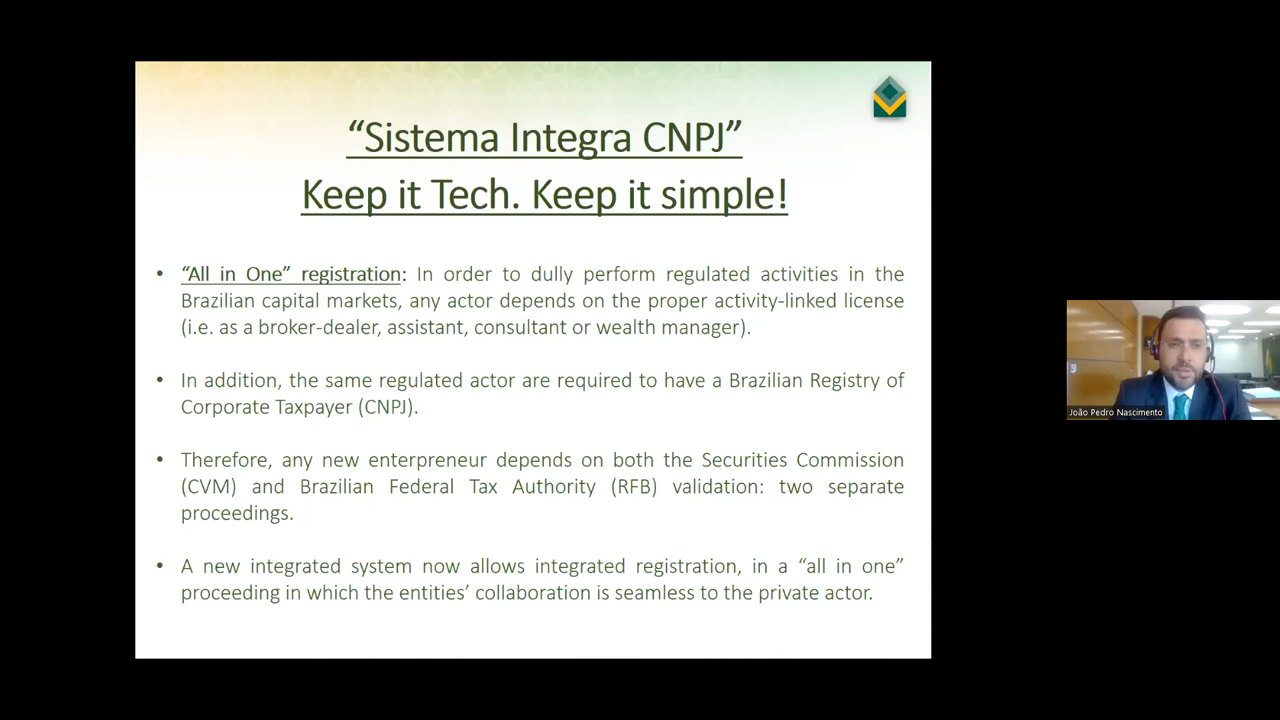 “Sistema Integra CNPJ”
Keep it Tech. Keep it simple!
• “All in One” registration: In order to dully perform regulated activities in the
Brazilian capital markets, any actor depends on the proper activity-linked license
(i.e. as a broker-dealer, assistant, consultant or wealth manager).
• In addition, the same regulated actor are required to have a Brazilian Registry of
Corporate Taxpayer (CNPJ).
• Therefore, any new enterpreneur depends on both the Securities Commission
(CVM) and Brazilian Federal Tax Authority (RFB) validation: two separate
proceedings.
• A new integrated system now allows integrated registration, in a “all in one”
proceeding in which the entities’ collaboration is seamless to the private actor.
João Pedro Nascimento